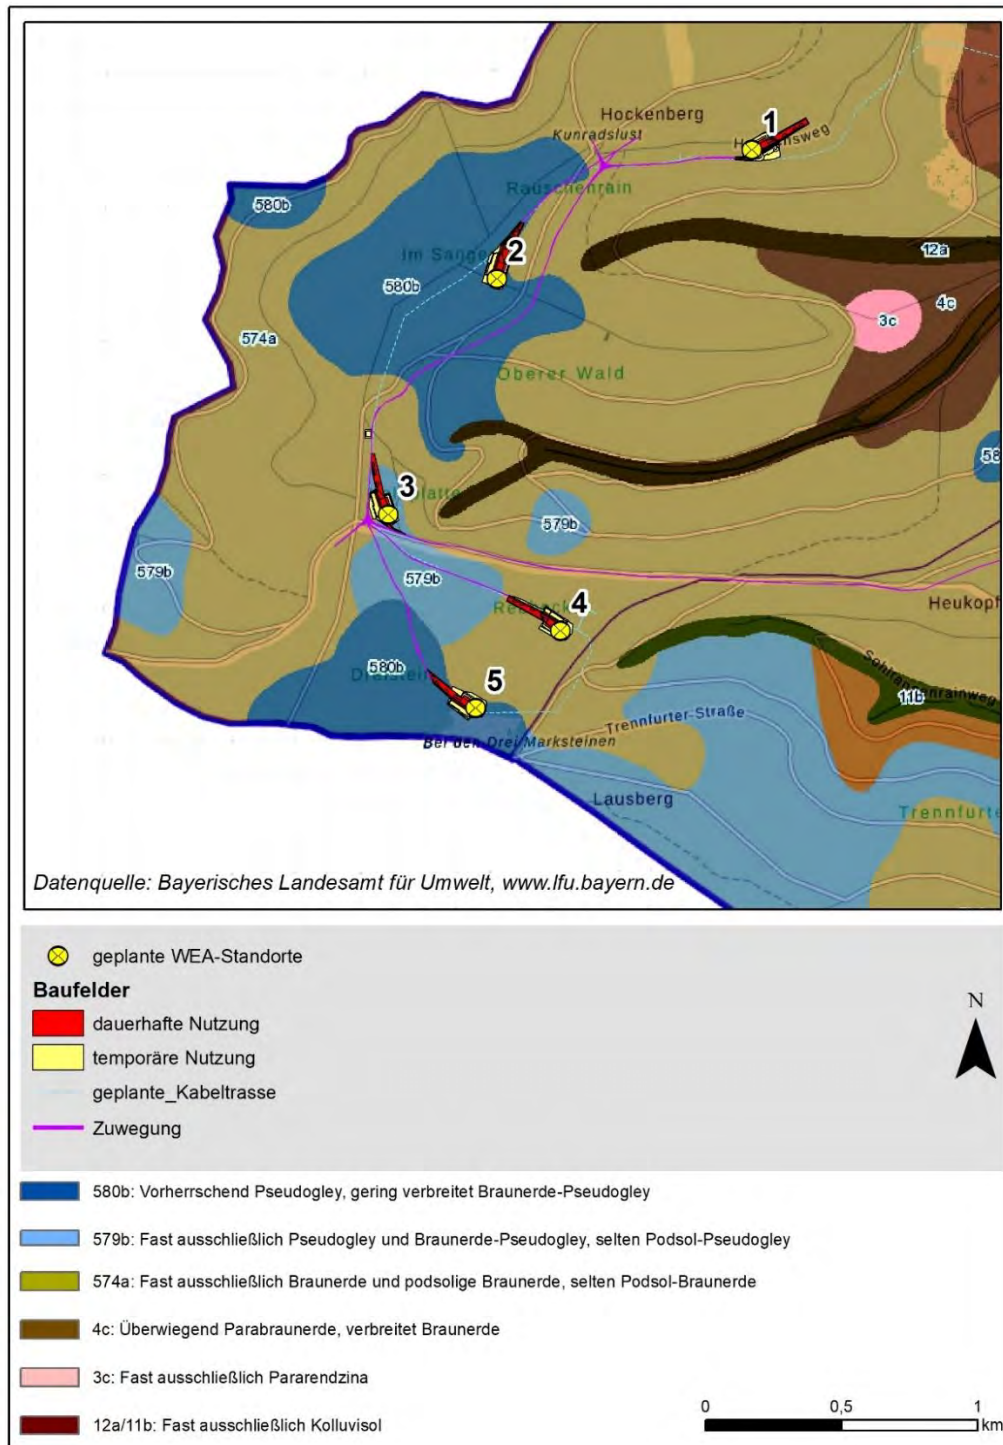 1
Hockenberg
Kunradslust
Rauschenrain
580b
2
12a
Im Sange
580b
4c
3c
574a
Oberer Wald
58
3
579b
579b
579b
4
Heukopf
580b
5
11b
Trennfurter-Straße
Bei den Drei Marksteinen
Lausberg
Trennfurte
Datenquelle: Bayerisches Landesamt für Umwelt, www.lfu.bayern.de
geplante WEA-Standorte
Baufelder
dauerhafte Nutzung
temporäre Nutzung
geplante_Kabeltrasse
Zuwegung
N
580b: Vorherrschend Pseudogley, gering verbreitet Braunerde-Pseudogley
579b: Fast ausschließlich Pseudogley und Braunerde-Pseudogley, selten Podsol-Pseudogley
574a: Fast ausschließlich Braunerde und podsolige Braunerde, selten Podsol-Braunerde
4c: Überwiegend Parabraunerde, verbreitet Braunerde
3c: Fast ausschließlich Pararendzina
12a/11b: Fast ausschließlich Kolluvisol
0 0,5 1
km